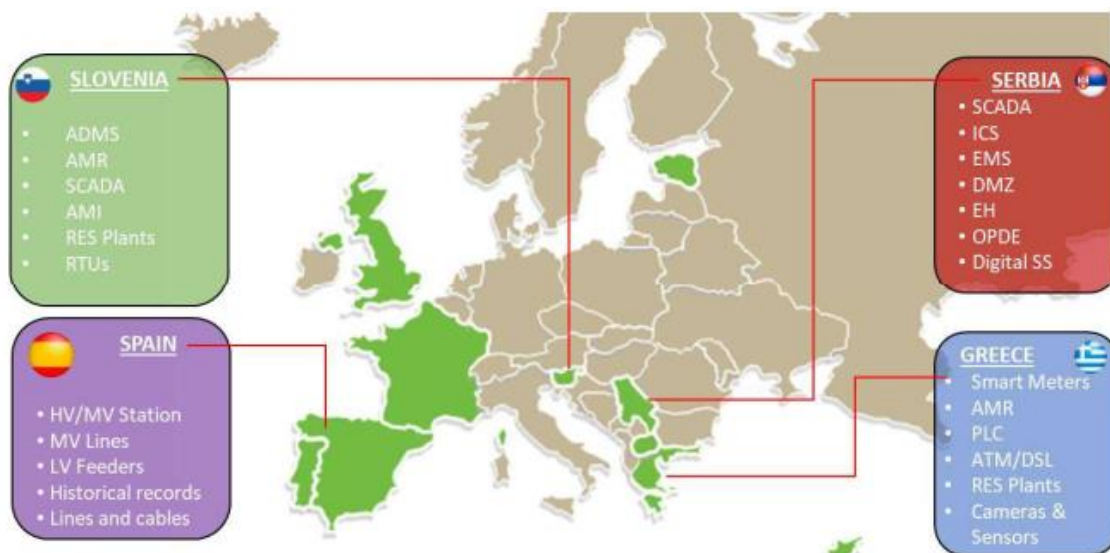 SLOVENIA
• ADMS
• AMR
• SCADA
• AMI
• RES Plants
• RTUs
SPAIN
• HV/MV Station
• MV Lines
• LV Feeders
• Historical records
• Lines and cables
SERBIA
• SCADA
• ICS
• EMS
• DMZ
• EH
• OPDE
• Digital SS
GREECE
• Smart Meters
• AMR
• PLC
• ATM/DSL
• RES Plants
• Cameras &
Sensors